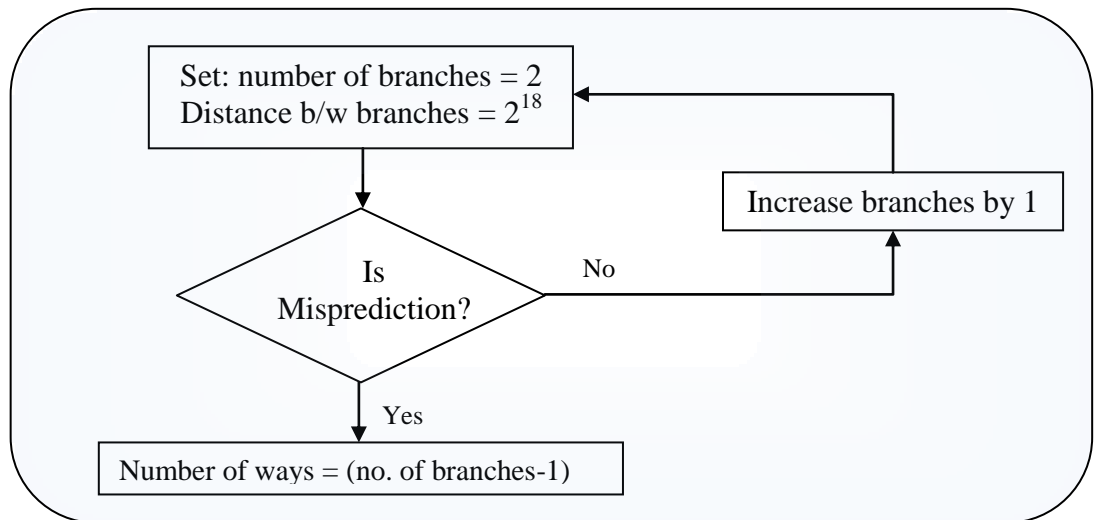 Set: number of branches = 2
Distance b/w branches = 2^18
Increase branches by 1
Is
Misprediction?
No
Yes
Number of ways = (no. of branches-1)